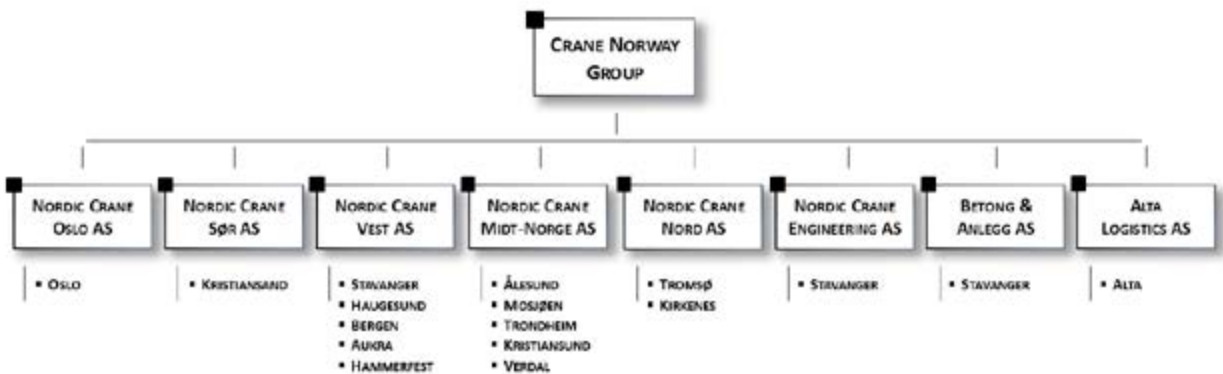 CRANE NORWAY
GROUP
NORDIC CRANE
OSLO AS
NORDIC CRANE
SØR AS
NORDIC CRANE
VEST AS
NORDIC CRANE
MIDT-NORGE AS
NORDIC CRANE
NORD AS
NORDIC CRANE
ENGINEERING AS
BETONG &
ANLEGG AS
ALTA
LOGISTICS AS
▪ OSLO
▪ KRISTIANSAND
▪ STAVANGER
▪ HAUGESUND
▪ BERGEN
▪ AUKRA
▪ HAMMERFEST
▪ ÅLESUND
▪ MOSJØEN
▪ TRONDHEIM
▪ KRISTIANSUND
▪ VERDAL
▪ TROMSØ
▪ KIRKENES
▪ STAVANGER
▪ STAVANGER
▪ ALTA